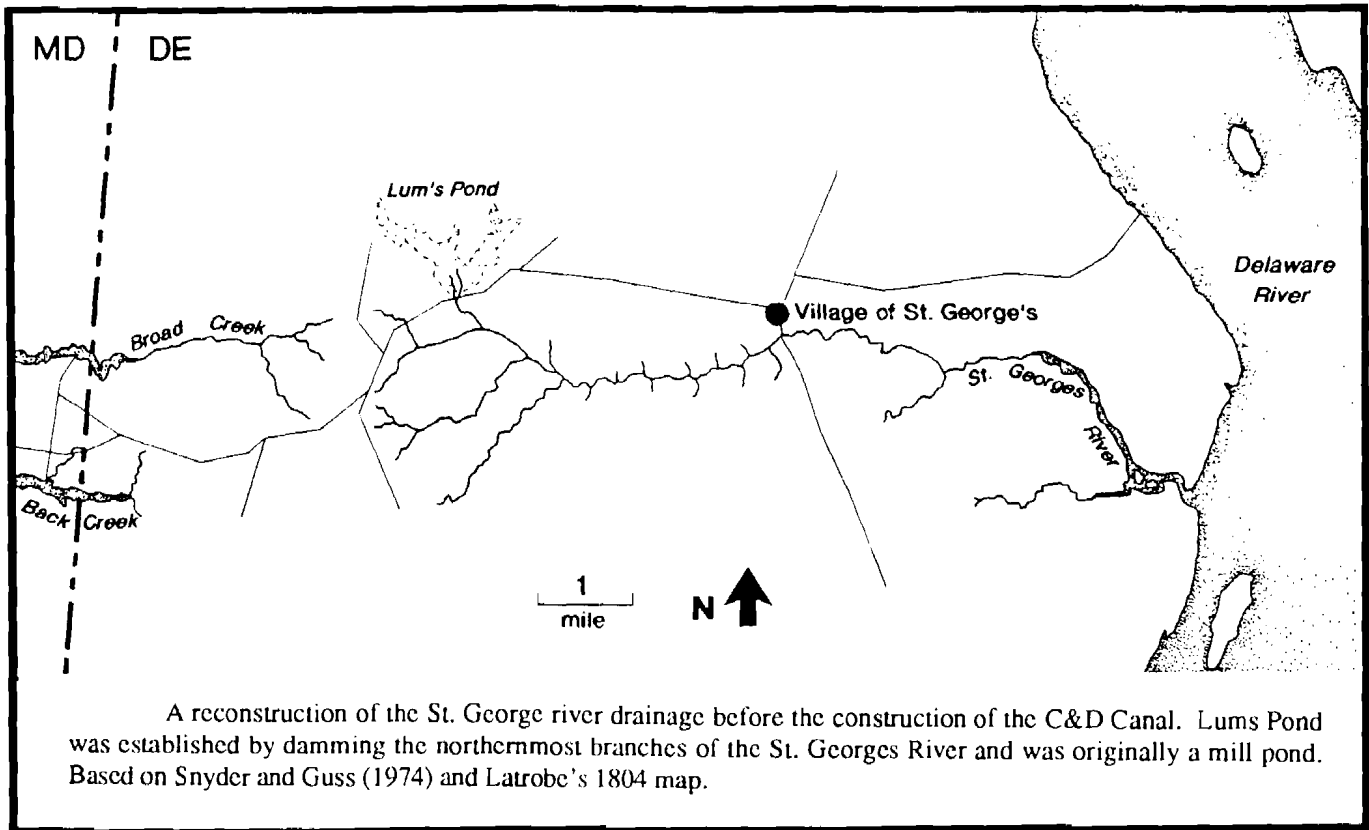 MD DE
Lum's Pond
Delaware
River
Village of St. George's
Broad Creek
St. Georges
River
Back Creek
1
mile
N
A reconstruction of the St. George river drainage before the construction of the C&D Canal. Lums Pond
was established by damming the northernmost branches of the St. Georges River and was originally a mill pond.
Based on Snyder and Guss (1974) and Latrobe's 1804 map.